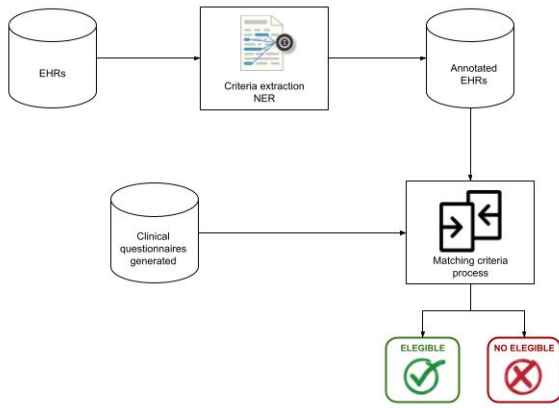 EHRs
Criteria extraction
NER
Annotated
EHRs
Clinical
questionnaires
generated
Matching criteria
process
ELEGIBLE
NO ELEGIBLE